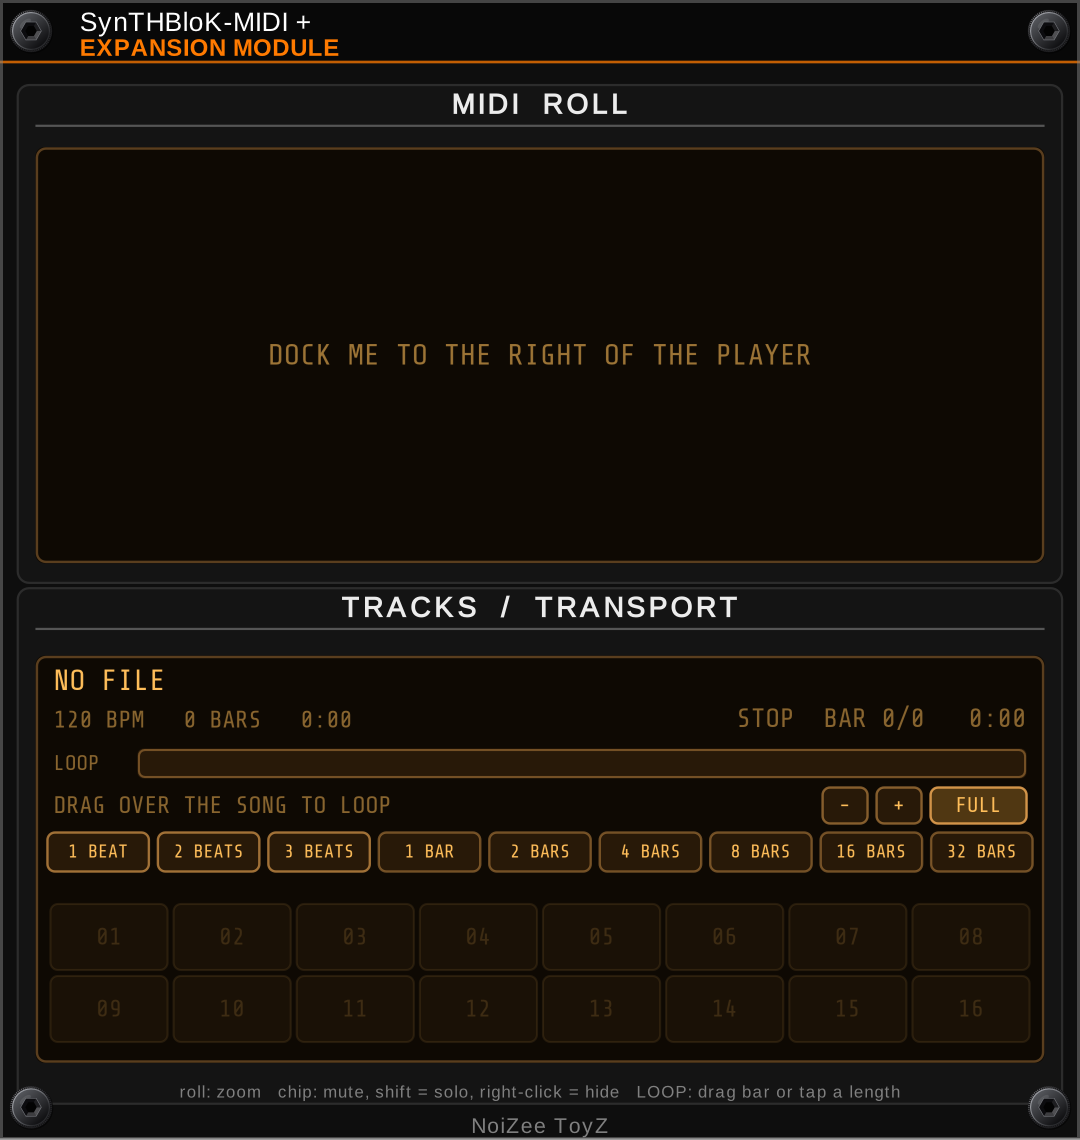 SynTHBloK-MIDI +
EXPANSION MODULE
MIDI ROLL
DOCK ME TO THE RIGHT OF THE PLAYER
TRACKS / TRANSPORT
NO FILE
120 BPM 0 BARS 0:00 STOP BAR 0/0 0:00
LOOP
DRAG OVER THE SONG TO LOOP - + FULL
1 BEAT 2 BEATS 3 BEATS 1 BAR 2 BARS 4 BARS 8 BARS 16 BARS 32 BARS
01 02 03 04 05 06 07 08
09 10 11 12 13 14 15 16
roll: zoom chip: mute, shift = solo, right-click = hide LOOP: drag bar or tap a length
NoiZee ToyZ